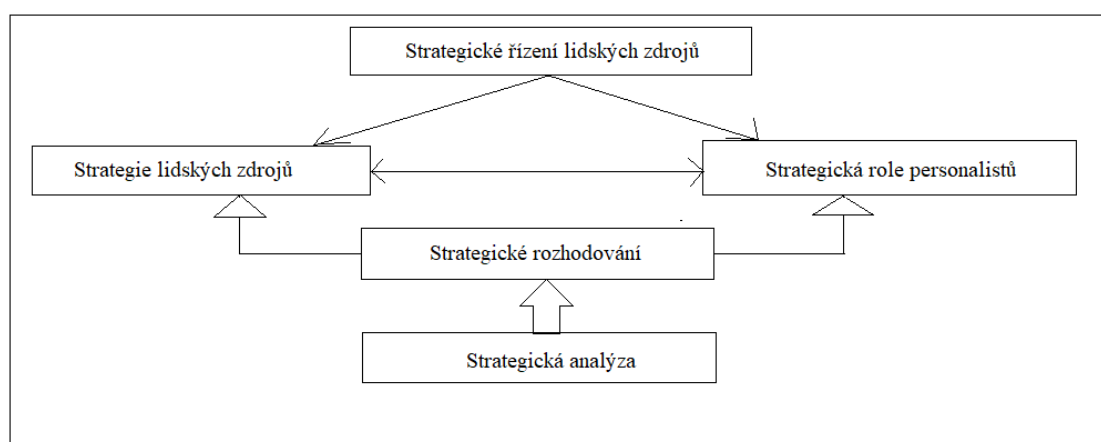 Strategické řízení lidských zdrojů
Strategie lidských zdrojů
Strategická role personalistů
Strategické rozhodování
Strategická analýza